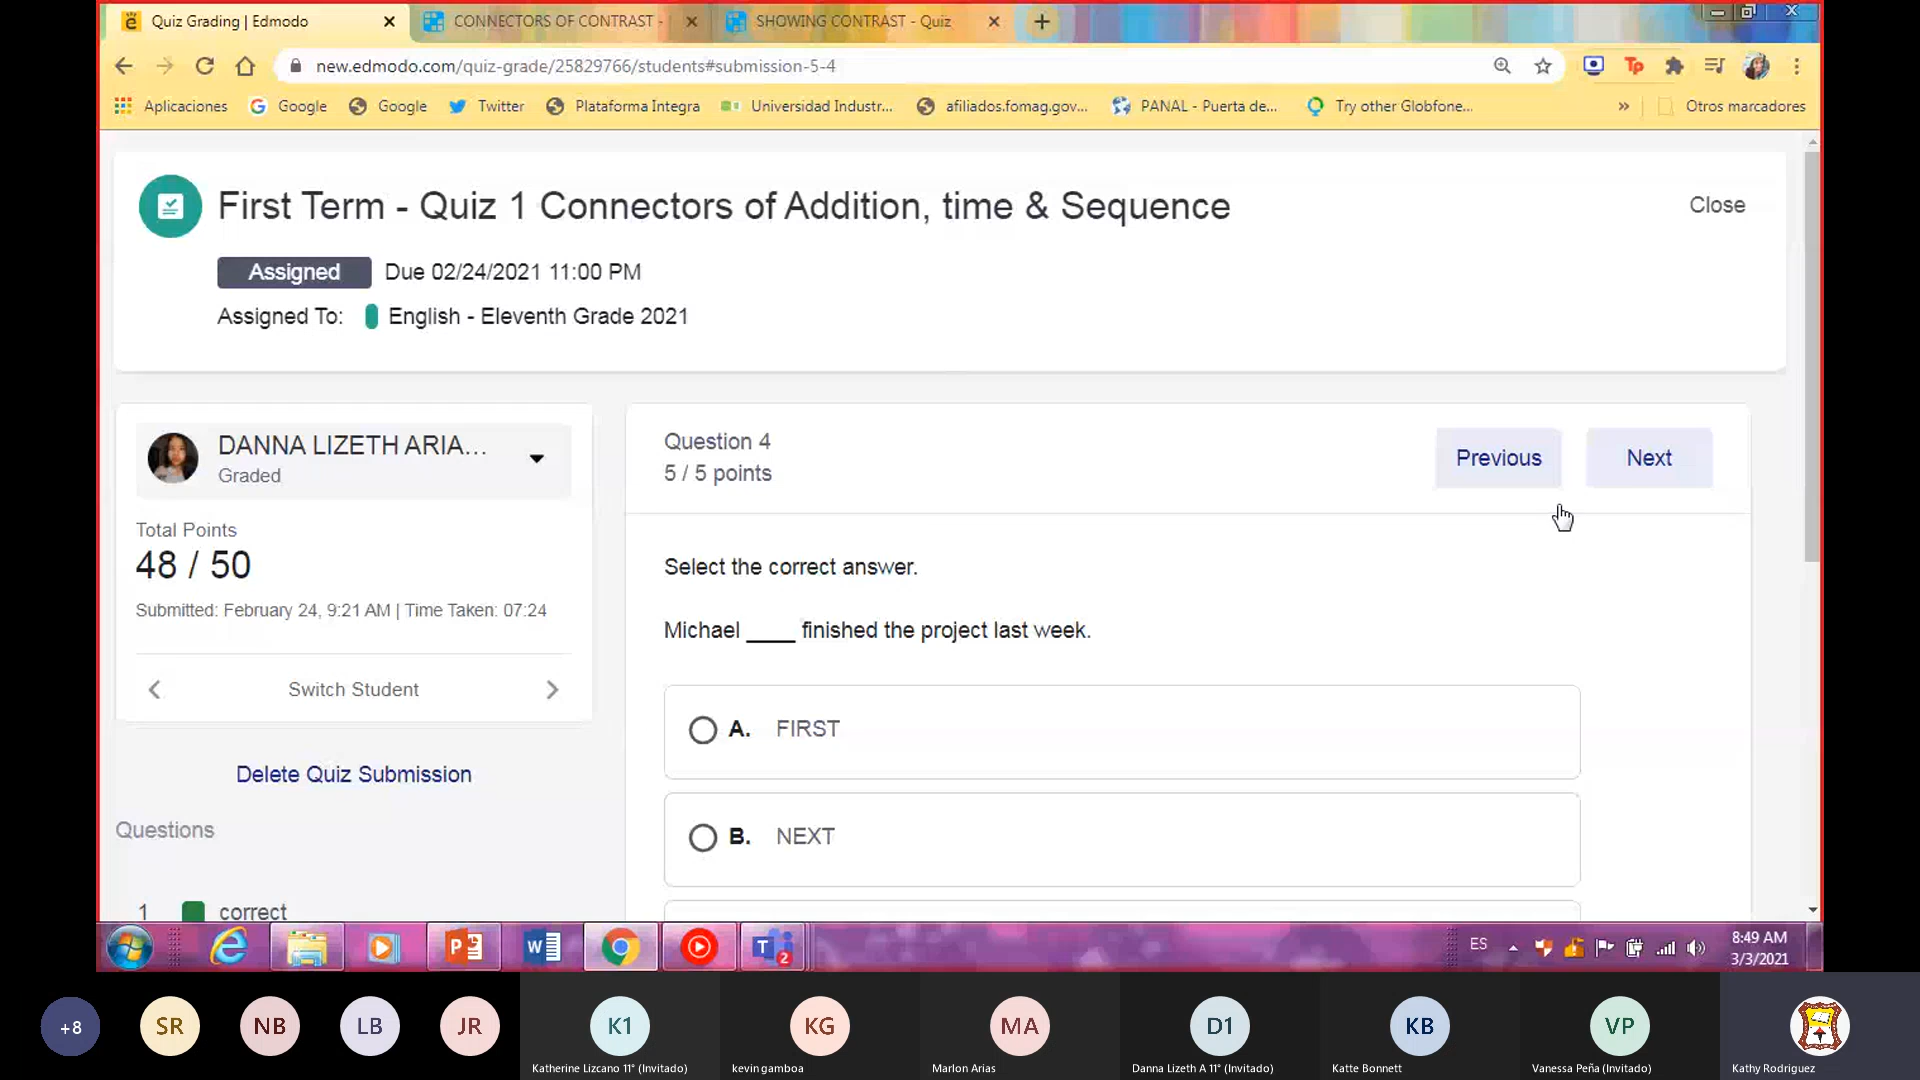 Quiz Grading | Edmodo
CONNECTORS OF CONTRAST -
SHOWING CONTRAST - Quiz
new.edmodo.com/quiz-grade/25829766/students#submission-5-4
Aplicaciones
Google
Google
Twitter
Plataforma Integra
Universidad Industr...
afiliados.fomag.gov...
PANAL - Puerta de...
Try other Globfone...
»
Otros marcadores
First Term - Quiz 1 Connectors of Addition, time & Sequence
Close
Assigned
Due 02/24/2021 11:00 PM
Assigned To:
English - Eleventh Grade 2021
DANNA LIZETH ARIA...
Graded
Total Points
48 / 50
Submitted: February 24, 9:21 AM | Time Taken: 07:24
Switch Student
Delete Quiz Submission
Questions
1 correct
Question 4
5 / 5 points
Previous
Next
Select the correct answer.
Michael ____ finished the project last week.
A. FIRST
B. NEXT
ES
8:49 AM
3/3/2021
+8
SR
NB
LB
JR
K1
Katherine Lizcano 11° (Invitado)
KG
kevin gamboa
MA
Marlon Arias
D1
Danna Lizeth A 11° (Invitado)
KB
Katte Bonnett
VP
Vanessa Peña (Invitado)
Kathy Rodriguez